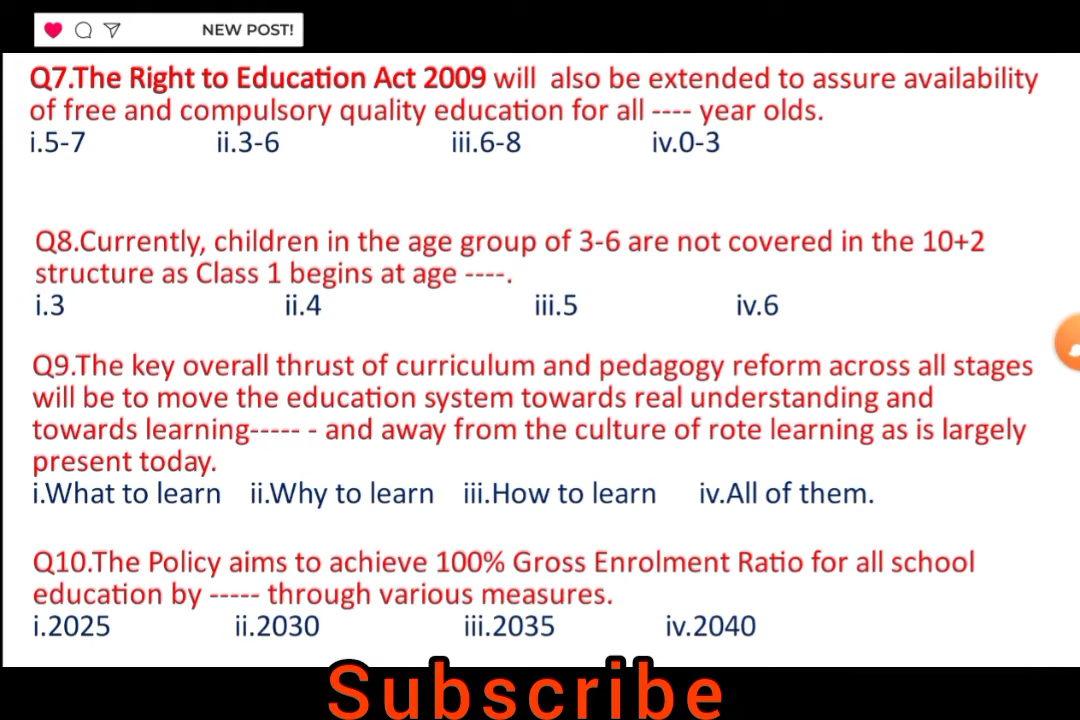 NEW POST!
Q7.The Right to Education Act 2009 will also be extended to assure availability
of free and compulsory quality education for all ---- year olds.
i.5-7 ii.3-6 iii.6-8 iv.0-3
Q8.Currently, children in the age group of 3-6 are not covered in the 10+2
structure as Class 1 begins at age ----.
i.3 ii.4 iii.5 iv.6
Q9.The key overall thrust of curriculum and pedagogy reform across all stages
will be to move the education system towards real understanding and
towards learning----- - and away from the culture of rote learning as is largely
present today.
i.What to learn ii.Why to learn iii.How to learn iv.All of them.
Q10.The Policy aims to achieve 100% Gross Enrolment Ratio for all school
education by ----- through various measures.
i.2025 ii.2030 iii.2035 iv.2040
Subscribe